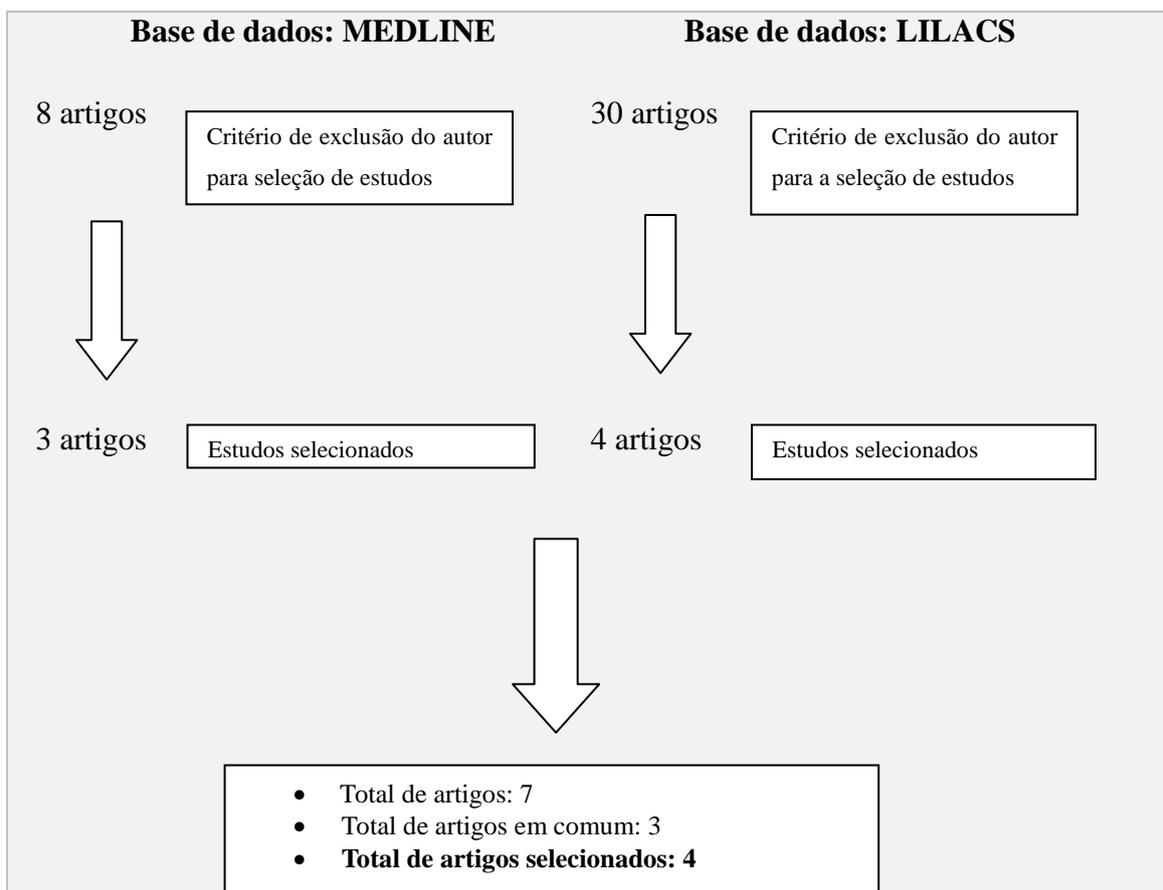 Base de dados: MEDLINE
Base de dados: LILACS
8 artigos
Critério de exclusão do autor
para seleção de estudos
30 artigos
Critério de exclusão do autor
para a seleção de estudos
3 artigos
Estudos selecionados
4 artigos
Estudos selecionados
• Total de artigos: 7
• Total de artigos em comum: 3
• Total de artigos selecionados: 4